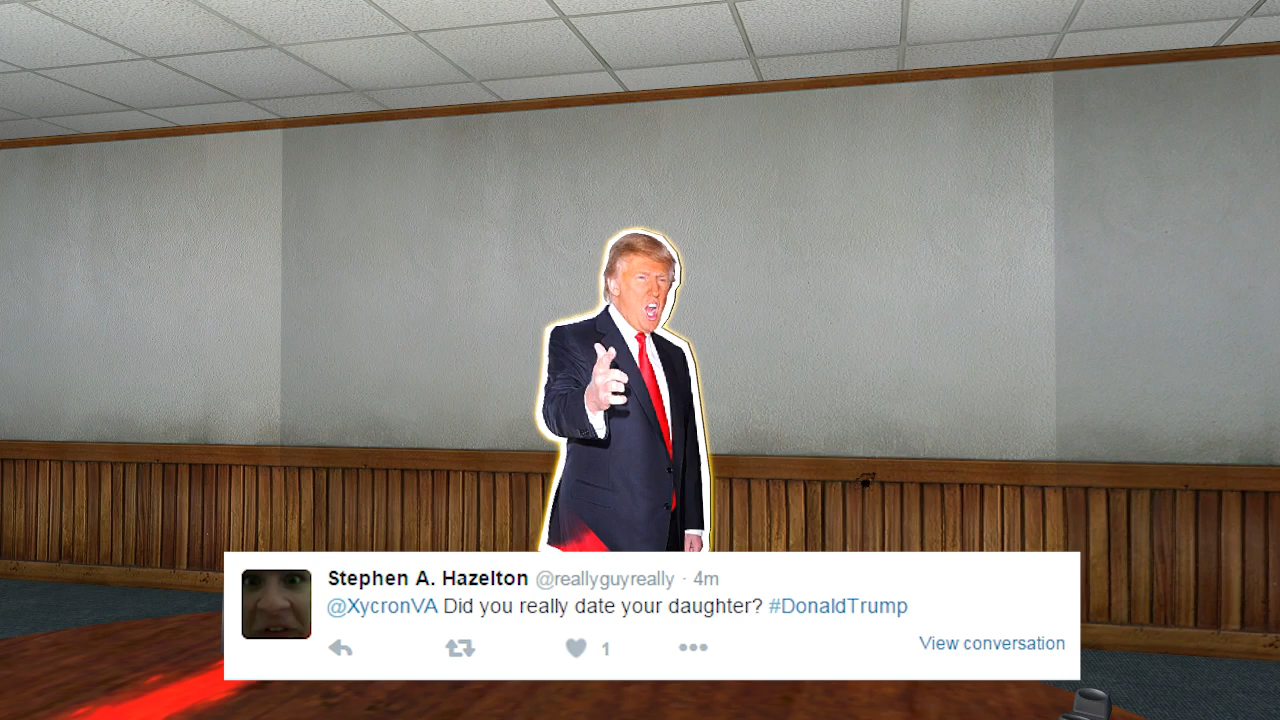 Stephen A. Hazelton @reallyguyreally · 4m
@XycronVA Did you really date your daughter? #DonaldTrump
1
View conversation